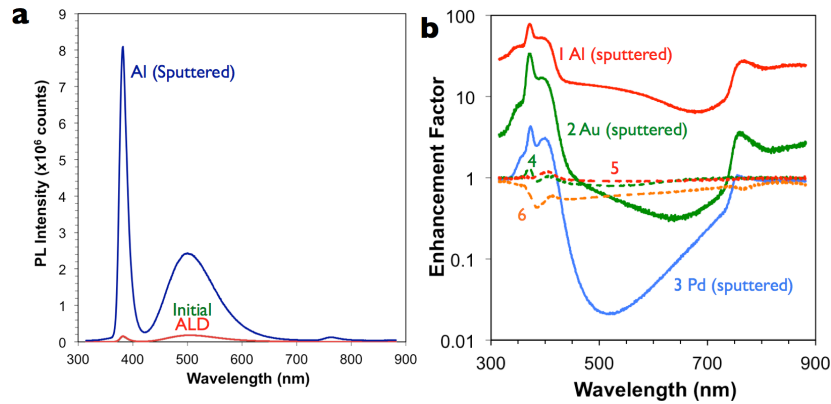 a
9
8
7
6
5
4
3
2
1
0
PL Intensity (x10⁶ counts)
Al (Sputtered)
Initial
ALD
300 400 500 600 700 800 900
Wavelength (nm)
b
100
10
1
0.1
0.01
Enhancement Factor
1 Al (sputtered)
2 Au (sputtered)
4
5
6
3 Pd (sputtered)
300 500 700 900
Wavelength (nm)